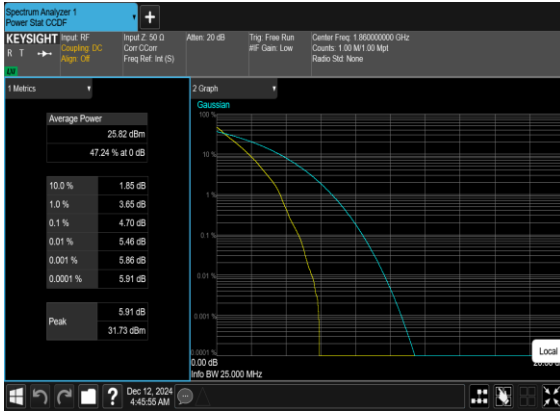 Spectrum Analyzer 1
Power Stat CCDF
+
KEYSIGHT
R T
Input: RF
Coupling: DC
Align: Off
Input Z: 50 Ω
Corr CCorr
Freq Ref: Int (S)
Atten: 20 dB
Trig: Free Run
#IF Gain: Low
Center Freq: 1.860000000 GHz
Counts: 1.00 M/1.00 Mpt
Radio Std: None
1 Metrics
Average Power
25.82 dBm
47.24 % at 0 dB
10.0 % 1.85 dB
1.0 % 3.65 dB
0.1 % 4.70 dB
0.01 % 5.46 dB
0.001 % 5.86 dB
0.0001 % 5.91 dB
Peak
5.91 dB
31.73 dBm
2 Graph
Gaussian
100 %
10 %
1 %
0.1 %
0.01 %
0.001 %
0.0001 %
0.00 dB
Info BW 25.000 MHz
Local
?
Dec 12, 2024
4:45:55 AM